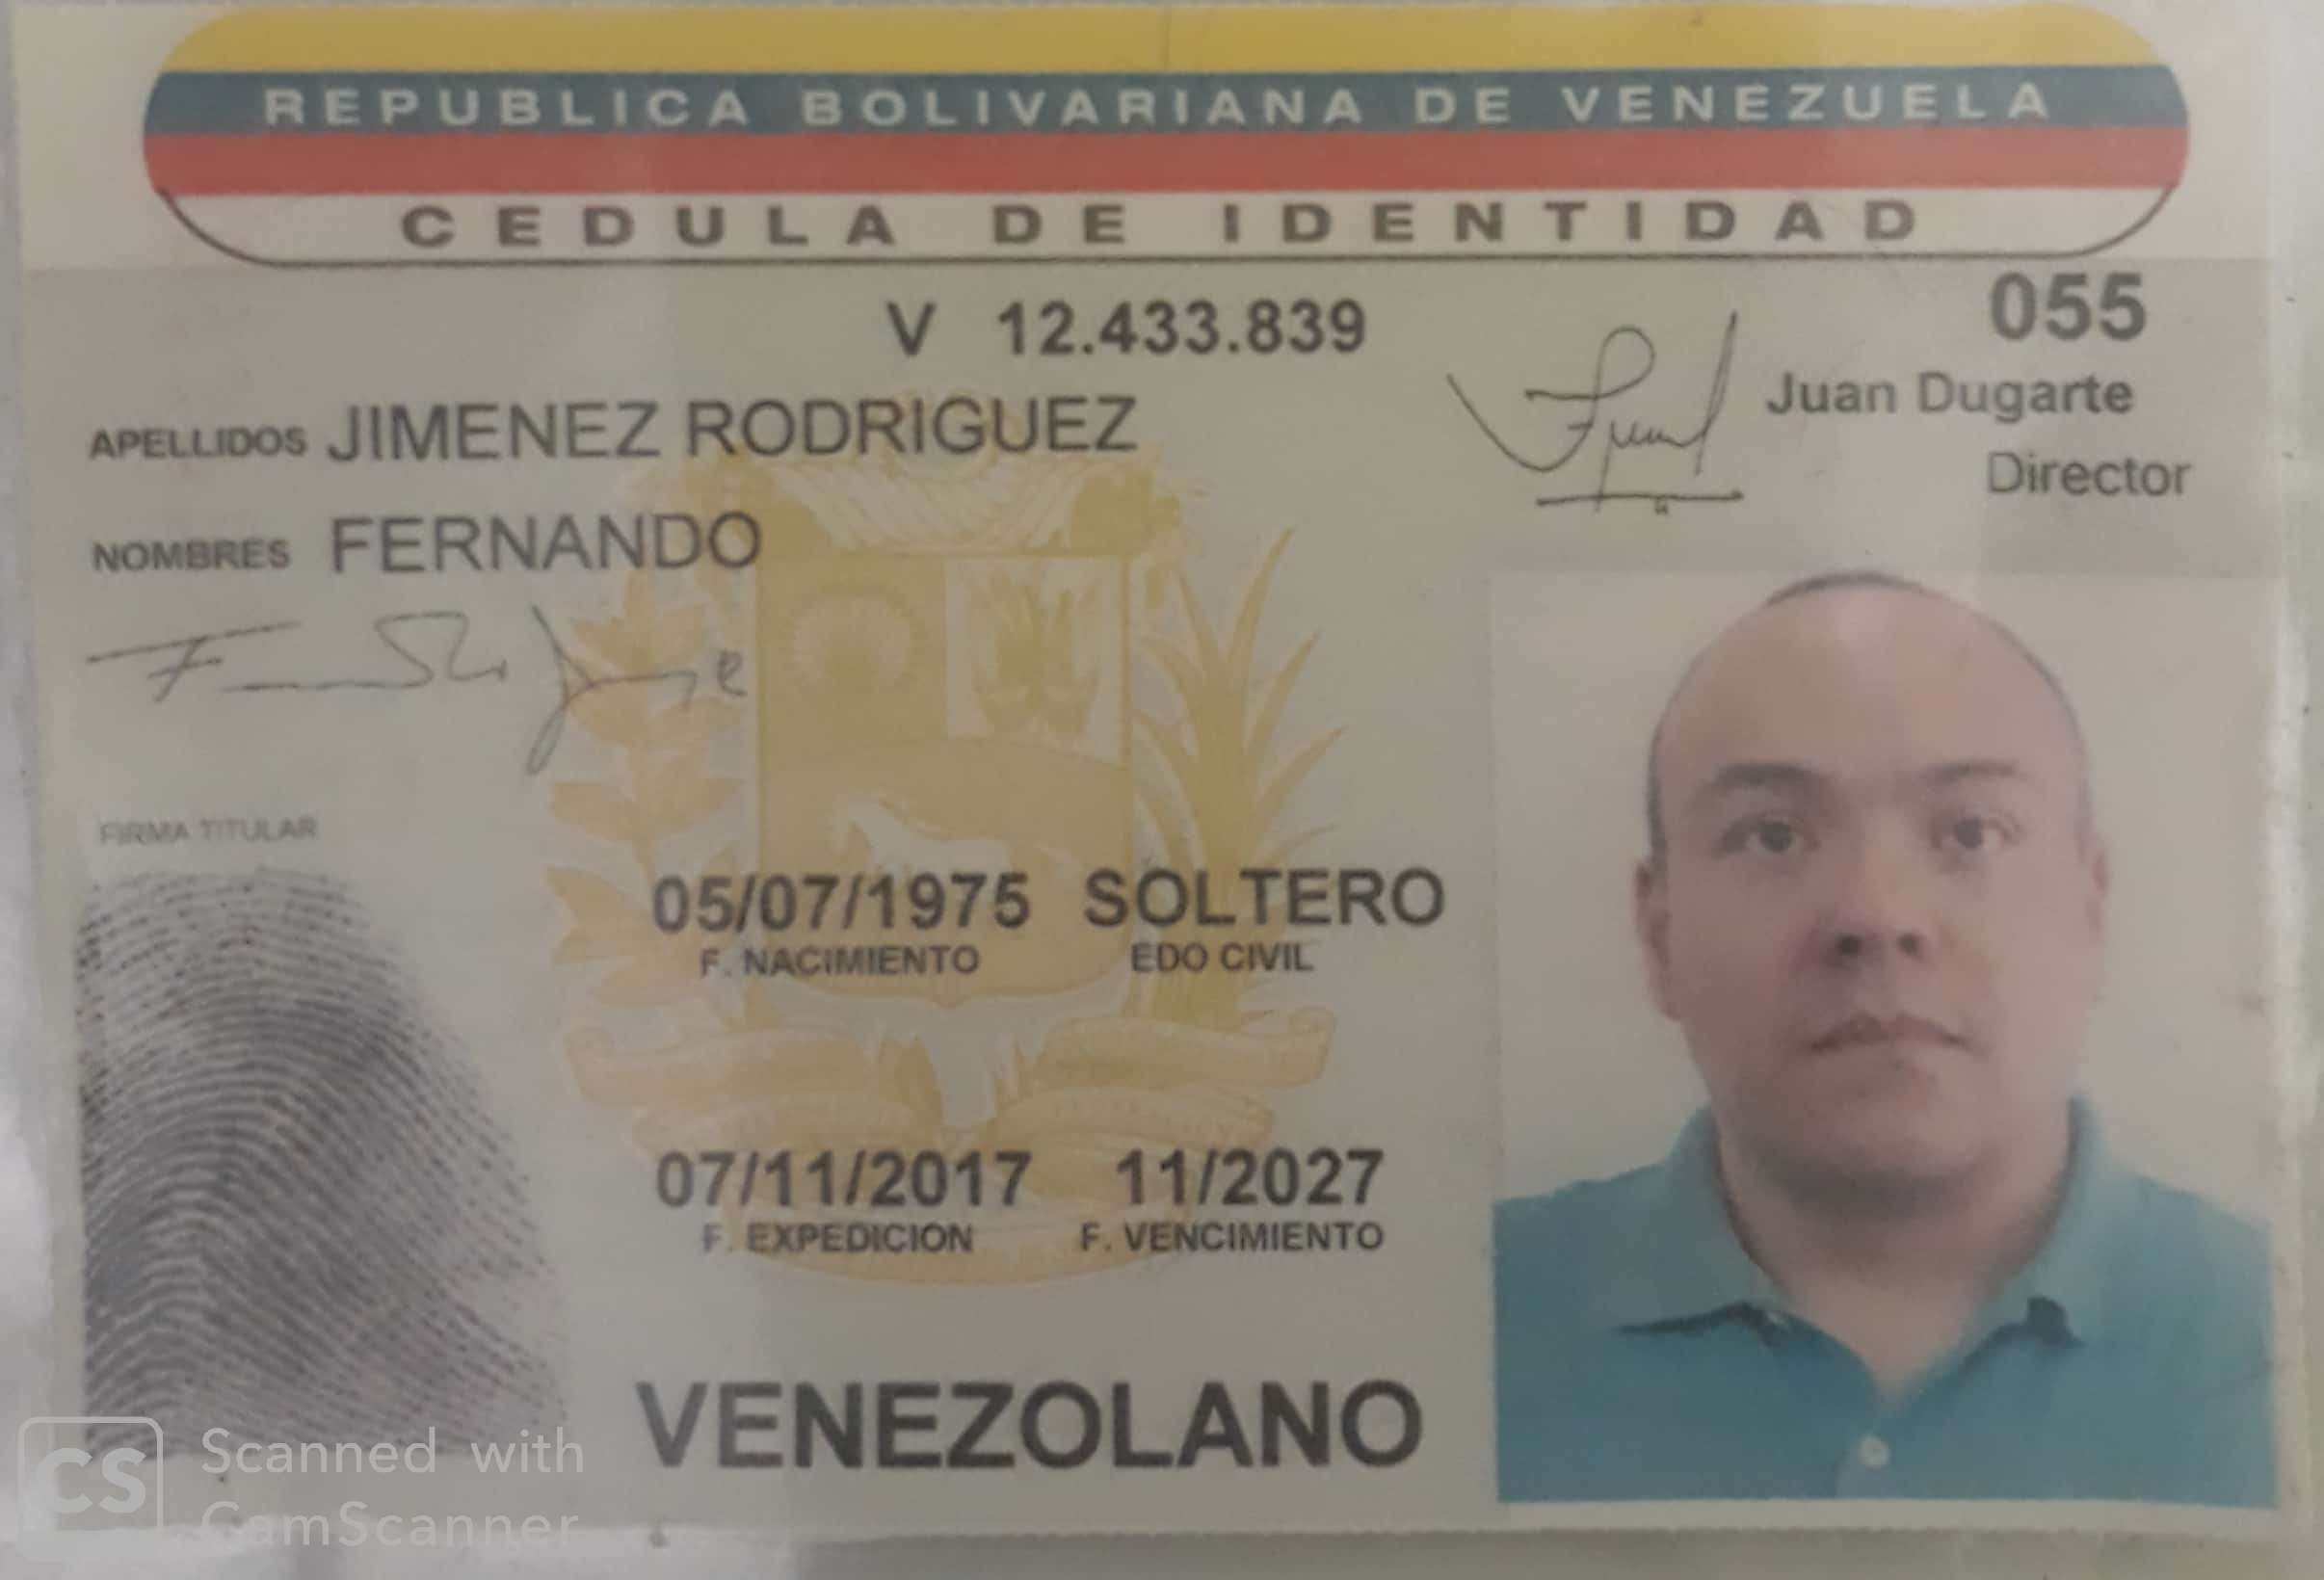 REPUBLICA BOLIVARIANA DE VENEZUELA
CEDULA DE IDENTIDAD
V 12.433.839
055
Juan Dugarte
Director
APELLIDOS JIMENEZ RODRIGUEZ
NOMBRES FERNANDO
FIRMA TITULAR
05/07/1975 SOLTERO
F. NACIMIENTO EDO CIVIL
07/11/2017 11/2027
F. EXPEDICION F. VENCIMIENTO
VENEZOLANO
CS
Scanned with
CamScanner